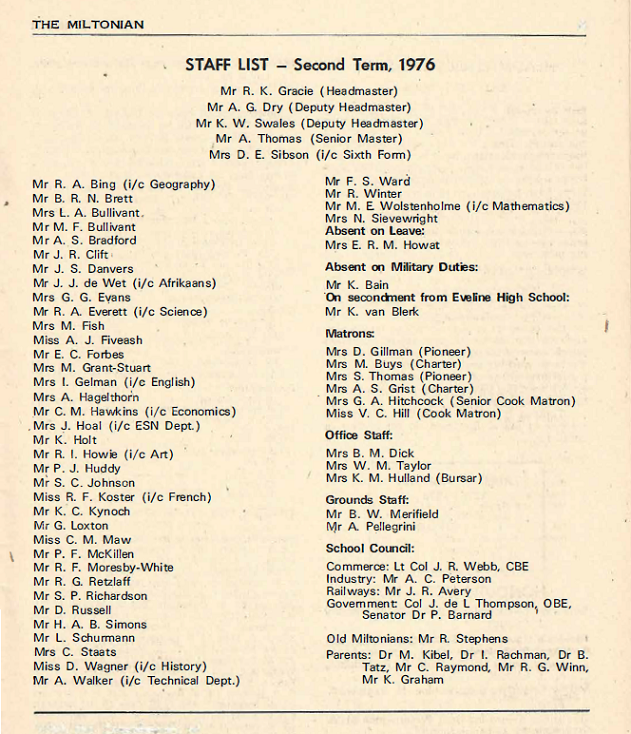 THE MILTONIAN
STAFF LIST – Second Term, 1976
Mr R. K. Gracie (Headmaster)
Mr A. G. Dry (Deputy Headmaster)
Mr K. W. Swales (Deputy Headmaster)
Mr A. Thomas (Senior Master)
Mrs D. E. Sibson (i/c Sixth Form)
Mr R. A. Bing (i/c Geography)
Mr B. R. N. Brett
Mrs L. A. Bullivant
Mr M. F. Bullivant
Mr A. S. Bradford
Mr J. R. Clift
Mr J. S. Danvers
Mr J. J. de Wet (i/c Afrikaans)
Mrs G. G. Evans
Mr R. A. Everett (i/c Science)
Mrs M. Fish
Miss A. J. Fiveash
Mr E. C. Forbes
Mrs M. Grant-Stuart
Mrs I. Gelman (i/c English)
Mrs A. Hagelthorn
Mr C. M. Hawkins (i/c Economics)
Mrs J. Hoal (i/c ESN Dept.)
Mr K. Holt
Mr R. I. Howie (i/c Art)
Mr P. J. Huddy
Mr S. C. Johnson
Miss R. F. Koster (i/c French)
Mr K. C. Kynoch
Mr G. Loxton
Miss C. M. Maw
Mr P. F. McKillen
Mr R. F. Moresby-White
Mr R. G. Retzlaff
Mr S. P. Richardson
Mr D. Russell
Mr H. A. B. Simons
Mr L. Schurmann
Mrs C. Staats
Miss D. Wagner (i/c History)
Mr A. Walker (i/c Technical Dept.)
Mr F. S. Ward
Mr R. Winter
Mr M. E. Wolstenholme (i/c Mathematics)
Mrs N. Sievewright
Absent on Leave:
Mrs E. R. M. Howat
Absent on Military Duties:
Mr K. Bain
On secondment from Eveline High School:
Mr K. van Blerk
Matrons:
Mrs D. Gillman (Pioneer)
Mrs M. Buys (Charter)
Mrs S. Thomas (Pioneer)
Mrs A. S. Grist (Charter)
Mrs G. A. Hitchcock (Senior Cook Matron)
Miss V. C. Hill (Cook Matron)
Office Staff:
Mrs B. M. Dick
Mrs W. M. Taylor
Mrs K. M. Hulland (Bursar)
Grounds Staff:
Mr B. W. Merifield
Mr A. Pellegrini
School Council:
Commerce: Lt Col J. R. Webb, CBE
Industry: Mr A. C. Peterson
Railways: Mr J. R. Avery
Government: Col J. de L Thompson, OBE,
Senator Dr P. Barnard
Old Miltonians: Mr R. Stephens
Parents: Dr M. Kibel, Dr I. Rachman, Dr B.
Tatz, Mr C. Raymond, Mr R. G. Winn,
Mr K. Graham